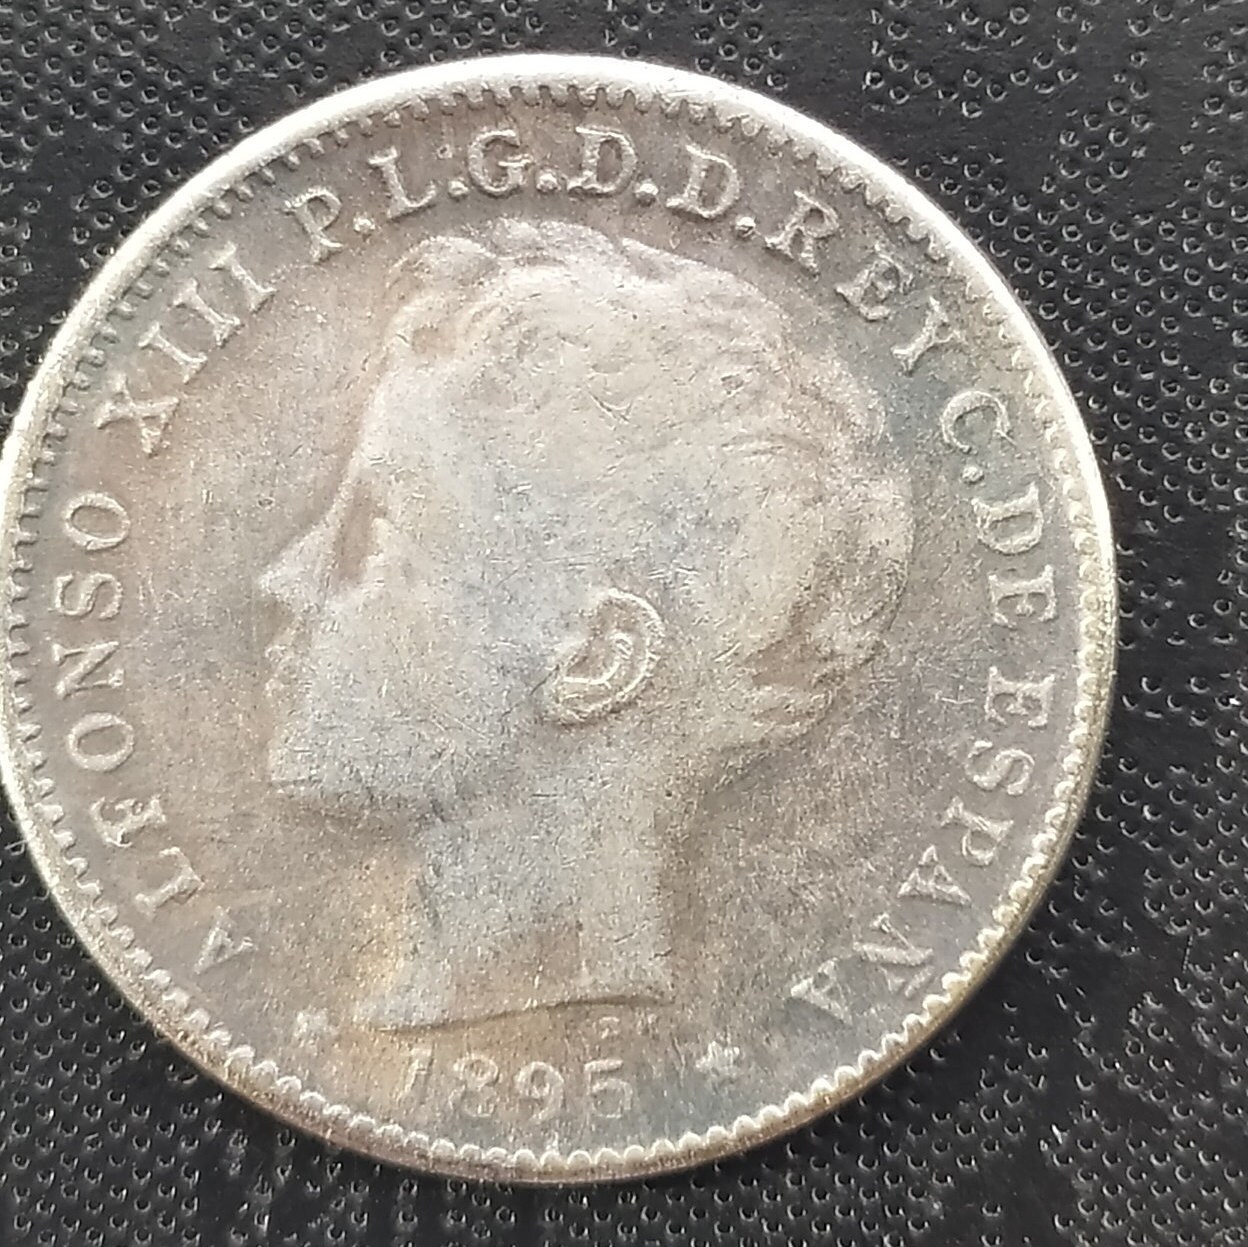 ALFONSO XIII P.L.G.D.D.REY C.DE ESPAÑA
1895